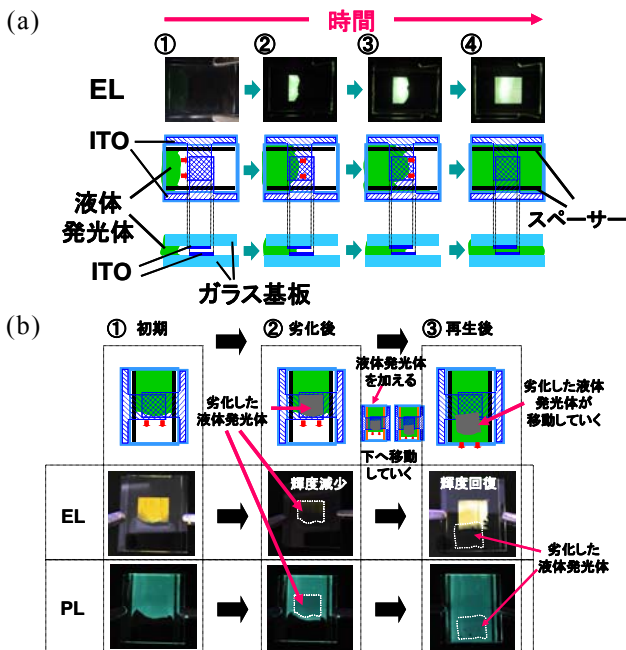 (a)
時間
① ② ③ ④
EL
ITO
液体
発光体
スペーサー
ITO
ガラス基板
(b)
① 初期
② 劣化後
③ 再生後
液体発光体
を加える
劣化した
液体発光体
劣化した液体
発光体が
移動していく
下へ移動
していく
EL
輝度減少
輝度回復
劣化した
液体発光体
PL